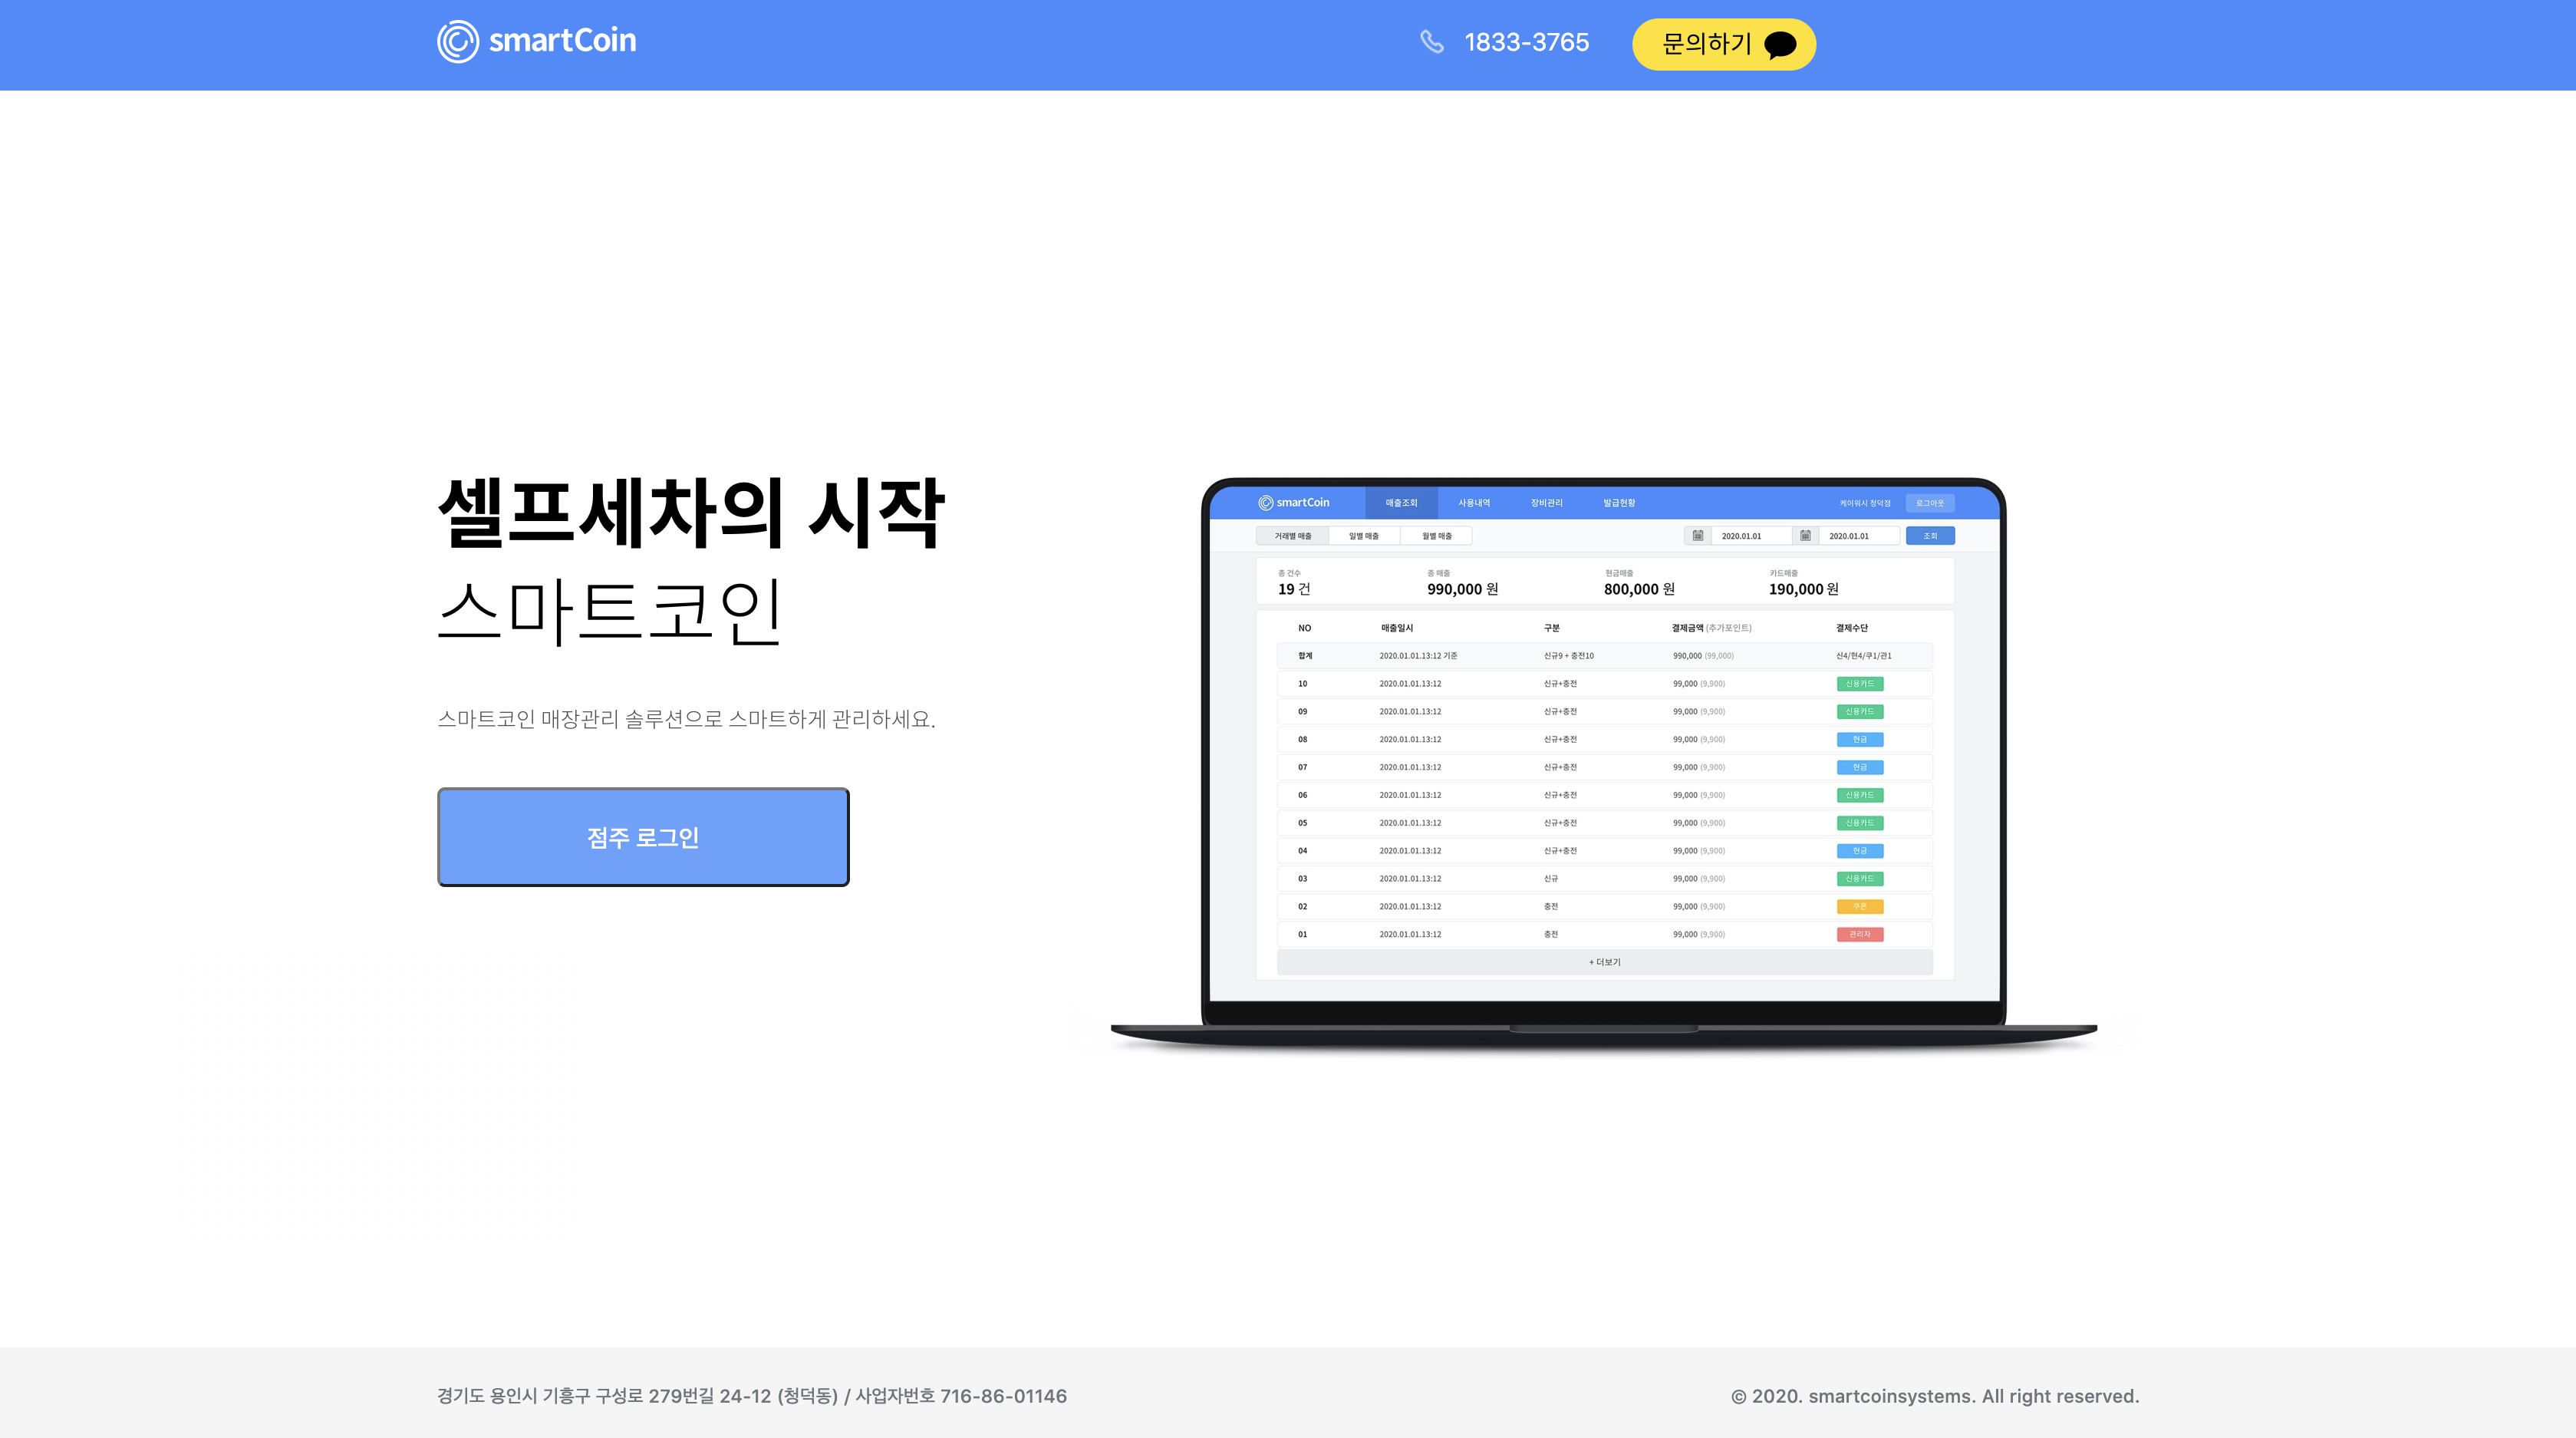 smartCoin
1833-3765
문의하기
셀프세차의 시작
스마트코인
스마트코인 매장관리 솔루션으로 스마트하게 관리하세요.
점주 로그인
smartCoin 매출조회 사용내역 장비관리 발급현황 케이워시 청덕점 로그아웃
거래별 매출 일별 매출 월별 매출 2020.01.01 2020.01.01 조회
총 건수 총 매출 현금매출 카드매출
19 건 990,000 원 800,000 원 190,000 원
NO 매출일시 구분 결제금액 (추가포인트) 결제수단
합계 2020.01.01.13:12 기준 신규9 + 충전10 990,000 (99,000) 신4/현4/쿠1/관1
10 2020.01.01.13:12 신규+충전 99,000 (9,900) 신용카드
09 2020.01.01.13:12 신규+충전 99,000 (9,900) 신용카드
08 2020.01.01.13:12 신규+충전 99,000 (9,900) 현금
07 2020.01.01.13:12 신규+충전 99,000 (9,900) 현금
06 2020.01.01.13:12 신규+충전 99,000 (9,900) 신용카드
05 2020.01.01.13:12 신규+충전 99,000 (9,900) 신용카드
04 2020.01.01.13:12 신규+충전 99,000 (9,900) 현금
03 2020.01.01.13:12 신규 99,000 (9,900) 신용카드
02 2020.01.01.13:12 충전 99,000 (9,900) 쿠폰
01 2020.01.01.13:12 충전 99,000 (9,900) 관리자
+ 더보기
경기도 용인시 기흥구 구성로 279번길 24-12 (청덕동) / 사업자번호 716-86-01146
© 2020. smartcoinsystems. All right reserved.